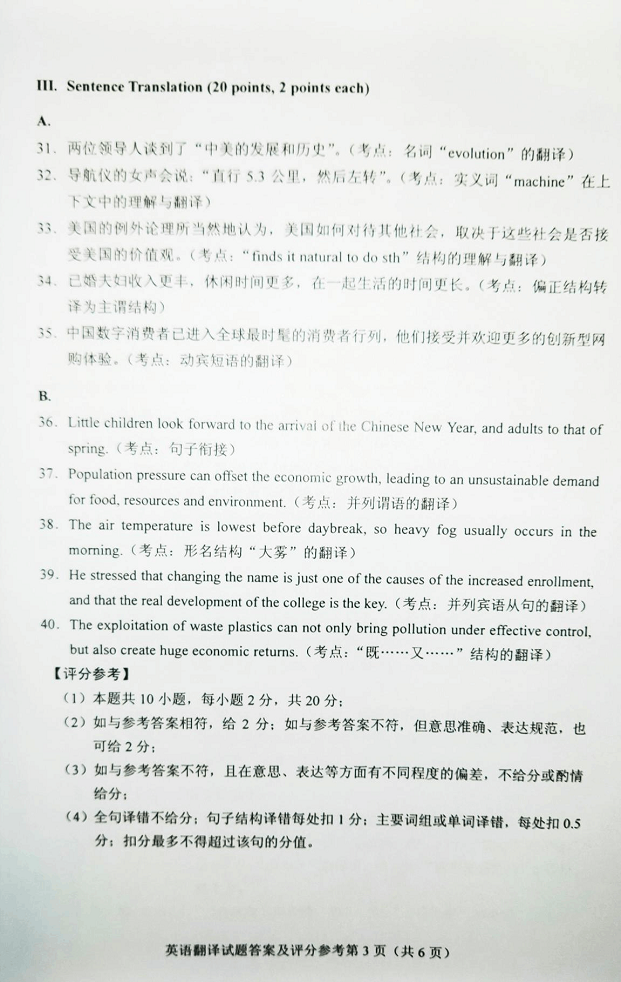 III. Sentence Translation (20 points, 2 points each)
A.
31. 两位领导人谈到了“中美的发展和历史”。（考点：名词“evolution”的翻译）
32. 导航仪的女声会说：“直行 5.3 公里，然后左转”。（考点：实义词“machine”在上
下文中的理解与翻译）
33. 美国的例外论理所当然地认为，美国如何对待其他社会，取决于这些社会是否接
受美国的价值观。（考点：“finds it natural to do sth”结构的理解与翻译）
34. 已婚夫妇收入更丰，休闲时间更多，在一起生活的时间更长。（考点：偏正结构转
译为主谓结构）
35. 中国数字消费者已进入全球最时髦的消费者行列，他们接受并欢迎更多的创新型网
购体验。（考点：动宾短语的翻译）
B.
36. Little children look forward to the arrival of the Chinese New Year, and adults to that of
spring.（考点：句子衔接）
37. Population pressure can offset the economic growth, leading to an unsustainable demand
for food, resources and environment.（考点：并列谓语的翻译）
38. The air temperature is lowest before daybreak, so heavy fog usually occurs in the
morning.（考点：形名结构“大雾”的翻译）
39. He stressed that changing the name is just one of the causes of the increased enrollment,
and that the real development of the college is the key.（考点：并列宾语从句的翻译）
40. The exploitation of waste plastics can not only bring pollution under effective control,
but also create huge economic returns.（考点：“既……又……”结构的翻译）
【评分参考】
（1）本题共 10 小题，每小题 2 分，共 20 分；
（2）如与参考答案相符，给 2 分；如与参考答案不符，但意思准确、表达规范，也
可给 2 分；
（3）如与参考答案不符，且在意思、表达等方面有不同程度的偏差，不给分或酌情
给分；
（4）全句译错不给分；句子结构译错每处扣 1 分；主要词组或单词译错，每处扣 0.5
分；扣分最多不得超过该句的分值。
英语翻译试题答案及评分参考第 3 页（共 6 页）